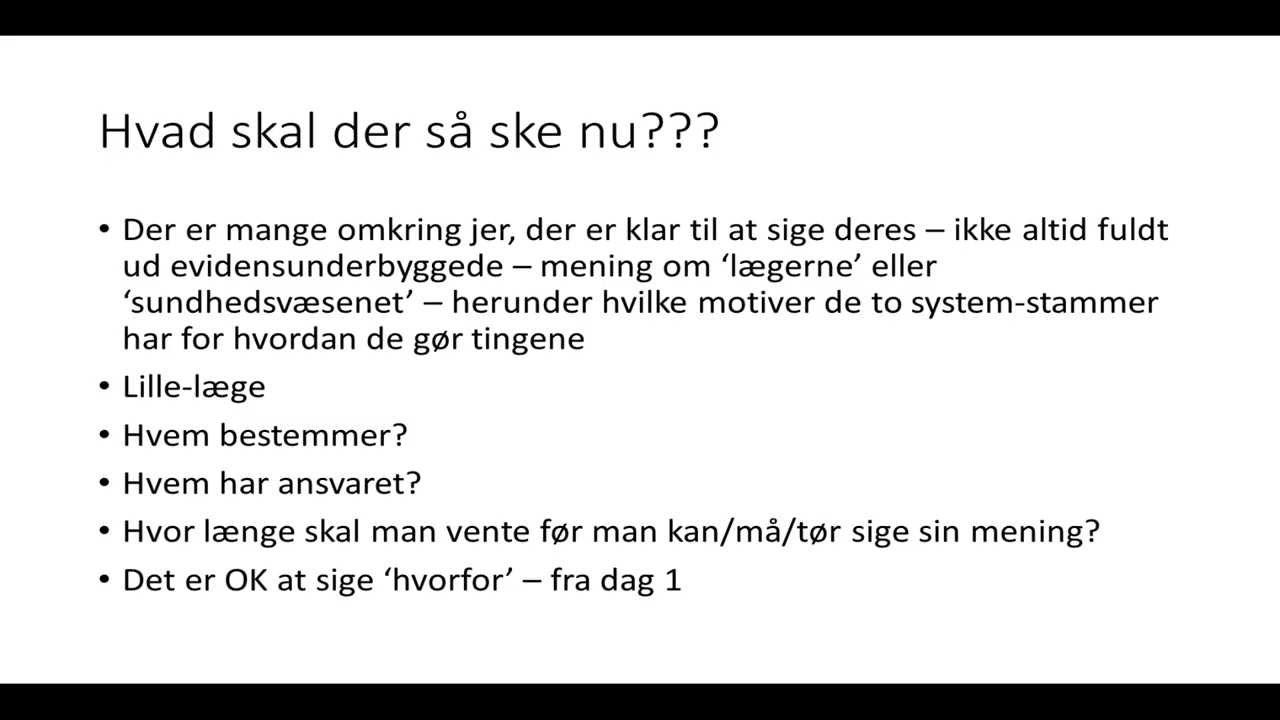 Hvad skal der så ske nu???
• Der er mange omkring jer, der er klar til at sige deres – ikke altid fuldt
ud evidensunderbyggede – mening om ‘lægerne’ eller
‘sundhedsvæsenet’ – herunder hvilke motiver de to system-stammer
har for hvordan de gør tingene
• Lille-læge
• Hvem bestemmer?
• Hvem har ansvaret?
• Hvor længe skal man vente før man kan/må/tør sige sin mening?
• Det er OK at sige ‘hvorfor’ – fra dag 1